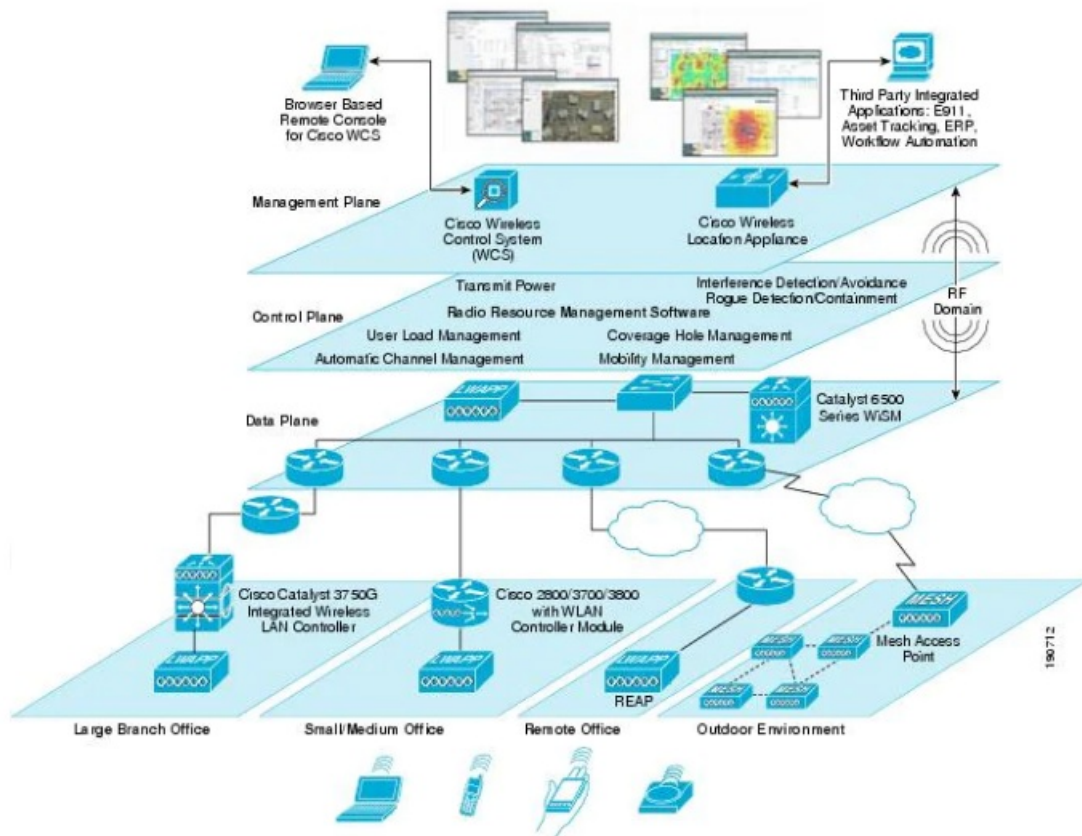 Browser Based
Remote Console
for Cisco WCS
Third Party Integrated
Applications: E911,
Asset Tracking, ERP,
Workflow Automation
Management Plane
Cisco Wireless
Control System
(WCS)
Cisco Wireless
Location Appliance
Transmit Power
Interference Detection/Avoidance
Rogue Detection/Containment
Control Plane
Radio Resource Management Software
RF
Domain
User Load Management
Coverage Hole Management
Automatic Channel Management
Mobility Management
LWAPP
Catalyst 6500
Series WiSM
Data Plane
Cisco Catalyst 3750G
Integrated Wireless
LAN Controller
Cisco 2800/3700/3800
with WLAN
Controller Module
MESH
Mesh Access
Point
MESH
MESH
LWAPP
LWAPP
LWAPP
REAP
MESH
MESH
190712
Large Branch Office
Small/Medium Office
Remote Office
Outdoor Environment